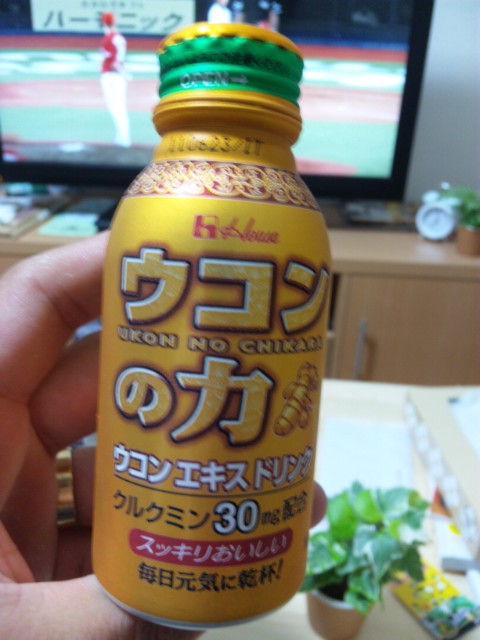 ハーモニック
OPEN→
110823/IT
House
ウコン
UKON NO CHIKARA
の力
ウコンエキスドリンク
クルクミン30mg配合
スッキリおいしい
毎日元気に乾杯!